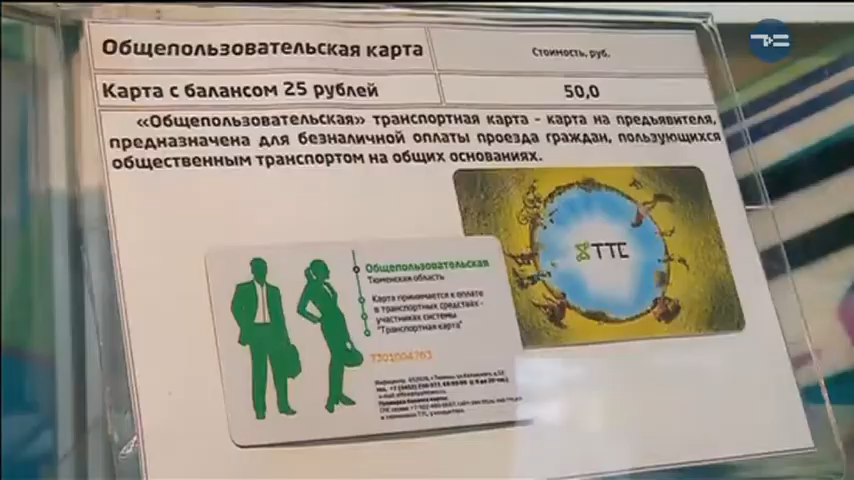 Общепользовательская карта
Стоимость, руб.
Карта с балансом 25 рублей
50,0
«Общепользовательская» транспортная карта - карта на предъявителя,
предназначена для безналичной оплаты проезда граждан, пользующихся
общественным транспортом на общих основаниях.
ТТС
Общепользовательская
Тюменская область
Карта принимается к оплате
в транспортных средствах -
участниках системы
"Транспортная карта"